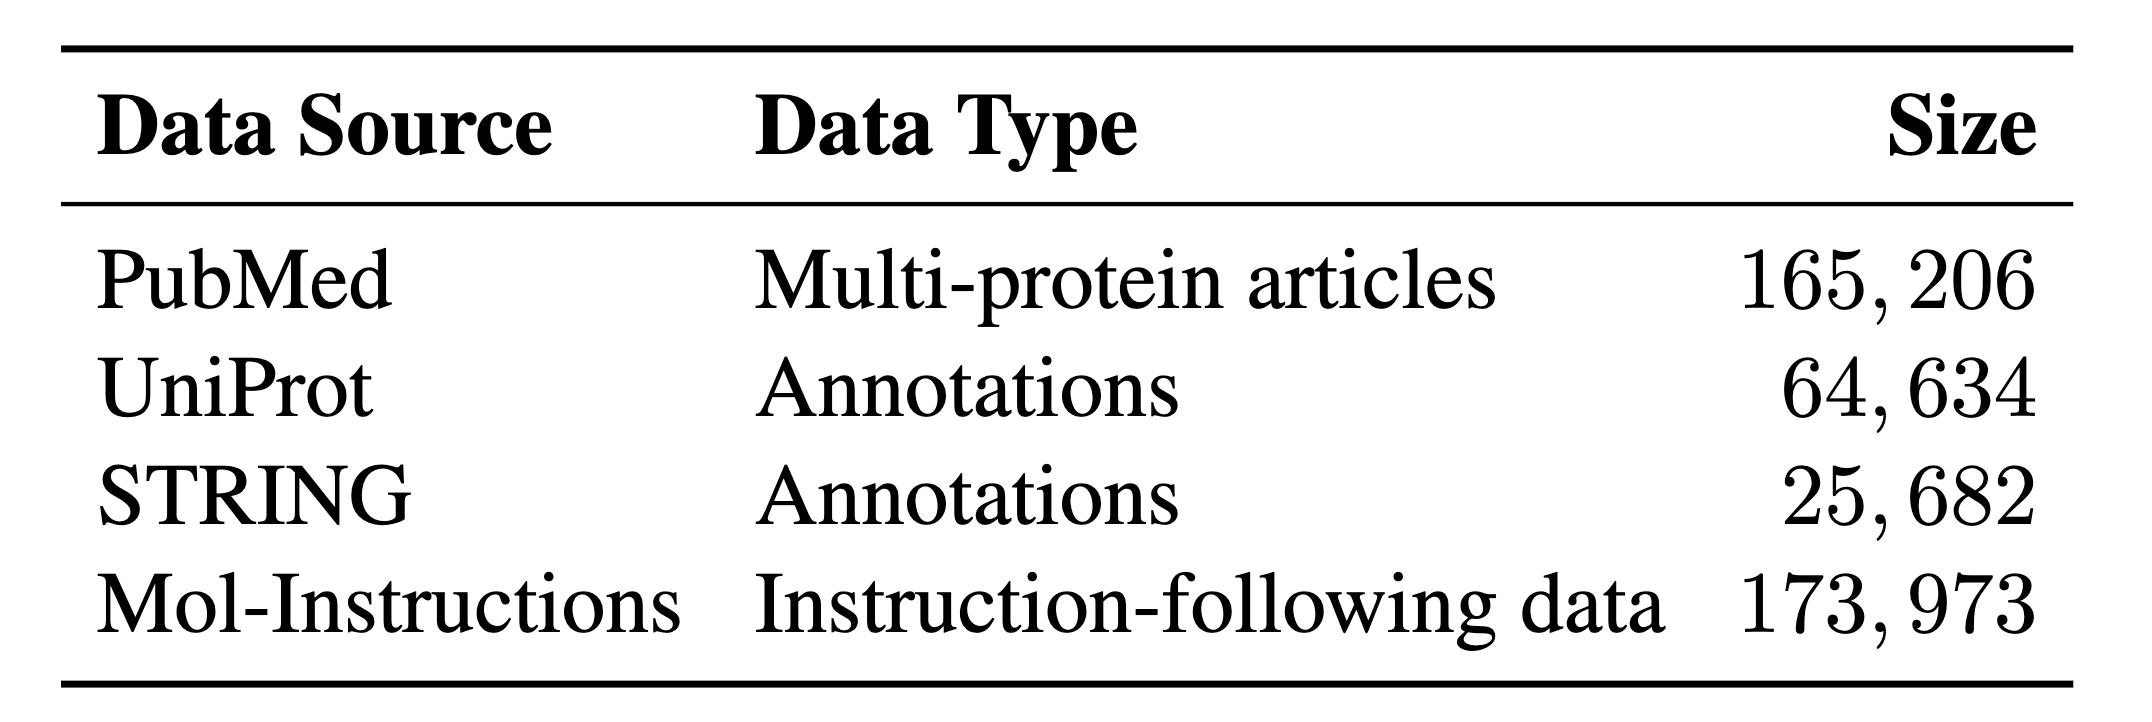 Data Source Data Type Size
PubMed Multi-protein articles 165, 206
UniProt Annotations 64, 634
STRING Annotations 25, 682
Mol-Instructions Instruction-following data 173, 973